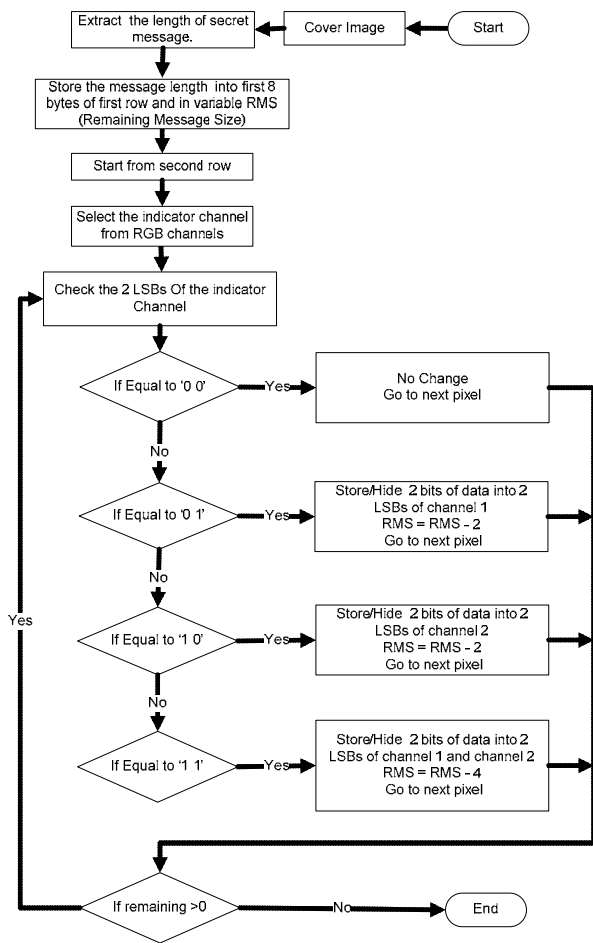 Start
Cover Image
Extract the length of secret
message.
Store the message length into first 8
bytes of first row and in variable RMS
(Remaining Message Size)
Start from second row
Select the indicator channel
from RGB channels
Check the 2 LSBs Of the indicator
Channel
If Equal to ‘0 0’
Yes
No Change
Go to next pixel
No
If Equal to ‘0 1’
Yes
Store/Hide 2 bits of data into 2
LSBs of channel 1
RMS = RMS - 2
Go to next pixel
No
If Equal to ‘1 0’
Yes
Store/Hide 2 bits of data into 2
LSBs of channel 2
RMS = RMS - 2
Go to next pixel
No
If Equal to ‘1 1’
Yes
Store/Hide 2 bits of data into 2
LSBs of channel 1 and channel 2
RMS = RMS - 4
Go to next pixel
Yes
If remaining >0
No
End